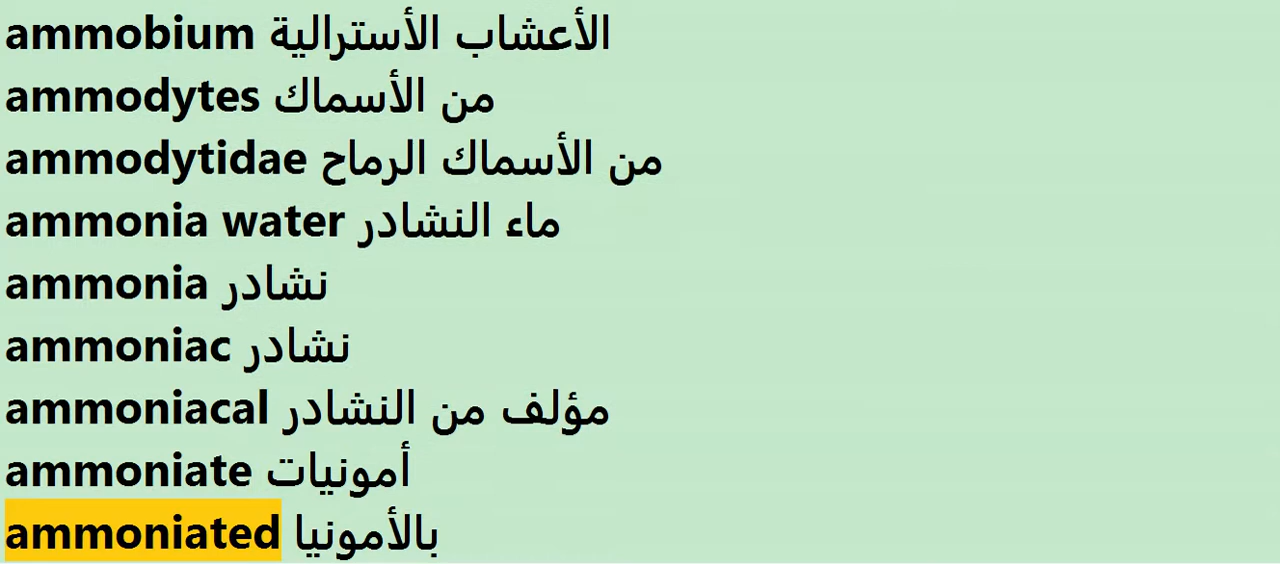 ammobium الأعشاب الأسترالية
ammodytes من الأسماك
ammodytidae من الأسماك الرماح
ammonia water ماء النشادر
ammonia نشادر
ammoniac نشادر
ammoniacal مؤلف من النشادر
ammoniate أمونيات
ammoniated بالأمونيا